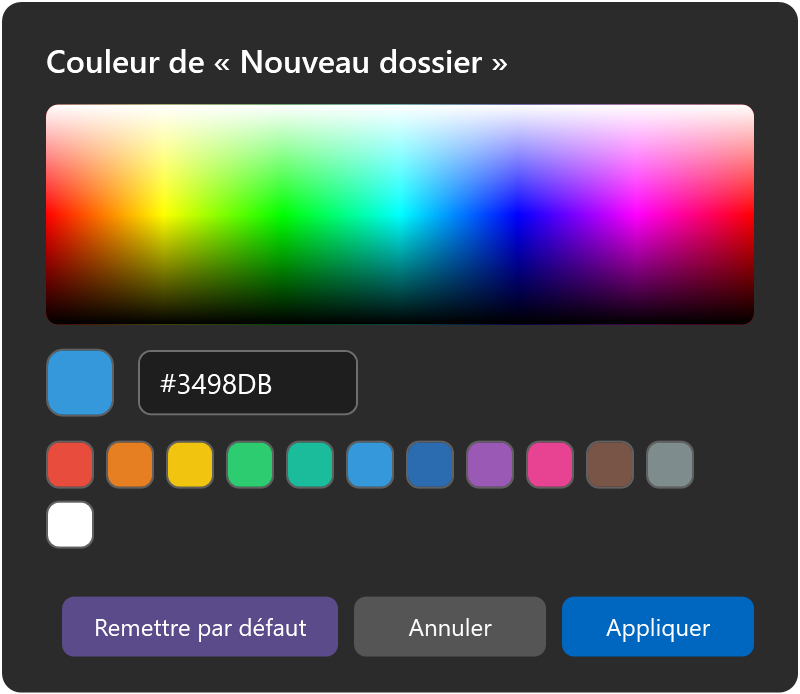 Couleur de « Nouveau dossier »
#3498DB
Remettre par défaut
Annuler
Appliquer